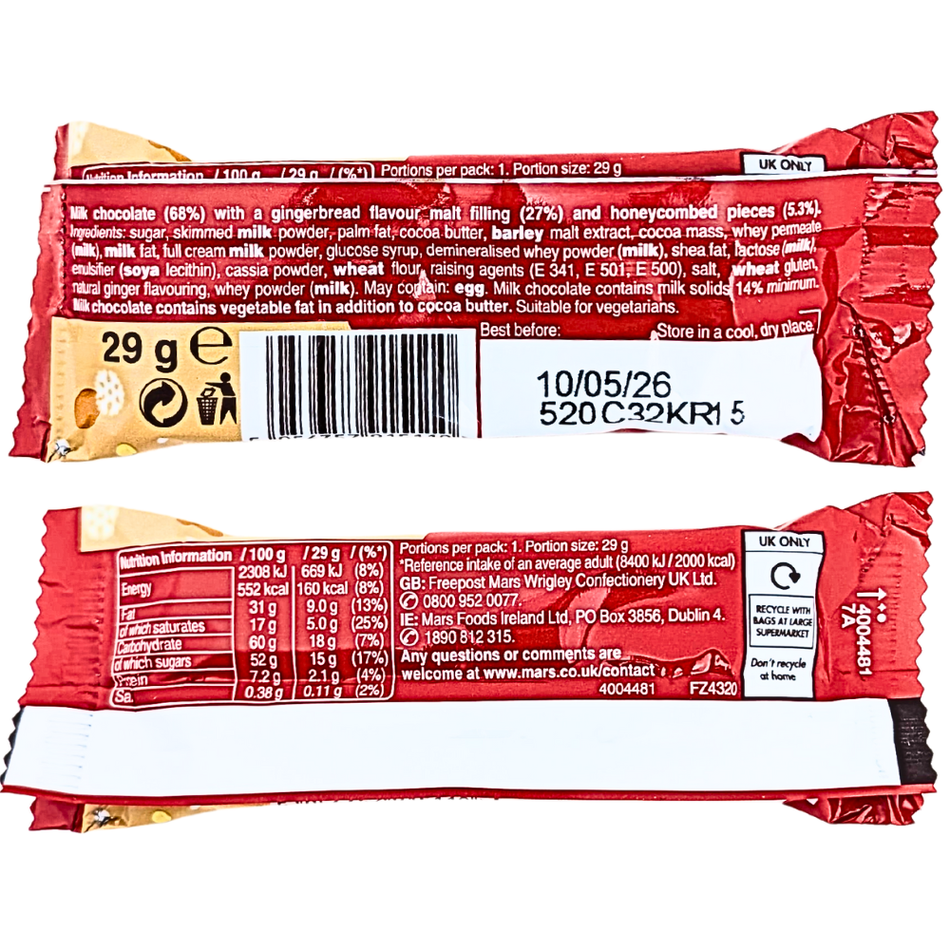 Nutrition Information / 100 g / 29 g / (%*)
Portions per pack: 1. Portion size: 29 g
UK ONLY
Milk chocolate (68%) with a gingerbread flavour malt filling (27%) and honeycombed pieces (5.3%).
Ingredients: sugar, skimmed milk powder, palm fat, cocoa butter, barley malt extract, cocoa mass, whey permeate
(milk), milk fat, full cream milk powder, glucose syrup, demineralised whey powder (milk), shea fat, lactose (milk),
emulsifier (soya lecithin), cassia powder, wheat flour, raising agents (E 341, E 501, E 500), salt, wheat gluten,
natural ginger flavouring, whey powder (milk). May contain: egg. Milk chocolate contains milk solids 14% minimum.
Milk chocolate contains vegetable fat in addition to cocoa butter. Suitable for vegetarians.
29 g e
Best before:
Store in a cool, dry place.
10/05/26
520 C32KR1 5
Nutrition Information / 100 g / 29 g / (%*)
2308 kJ 669 kJ (8%)
Energy 552 kcal 160 kcal (8%)
Fat 31 g 9.0 g (13%)
of which saturates 17 g 5.0 g (25%)
Carbohydrate 60 g 18 g (7%)
of which sugars 52 g 15 g (17%)
7.2 g 2.1 g (4%)
0.38 g 0.11 g (2%)
Portions per pack: 1. Portion size: 29 g
*Reference intake of an average adult (8400 kJ / 2000 kcal)
GB: Freepost Mars Wrigley Confectionery UK Ltd.
0800 952 0077.
IE: Mars Foods Ireland Ltd, PO Box 3856, Dublin 4.
1890 812 315.
Any questions or comments are
welcome at www.mars.co.uk/contact
4004481 FZ4320
UK ONLY
RECYCLE WITH
BAGS AT LARGE
SUPERMARKET
Don't recycle
at home
4004481
7A